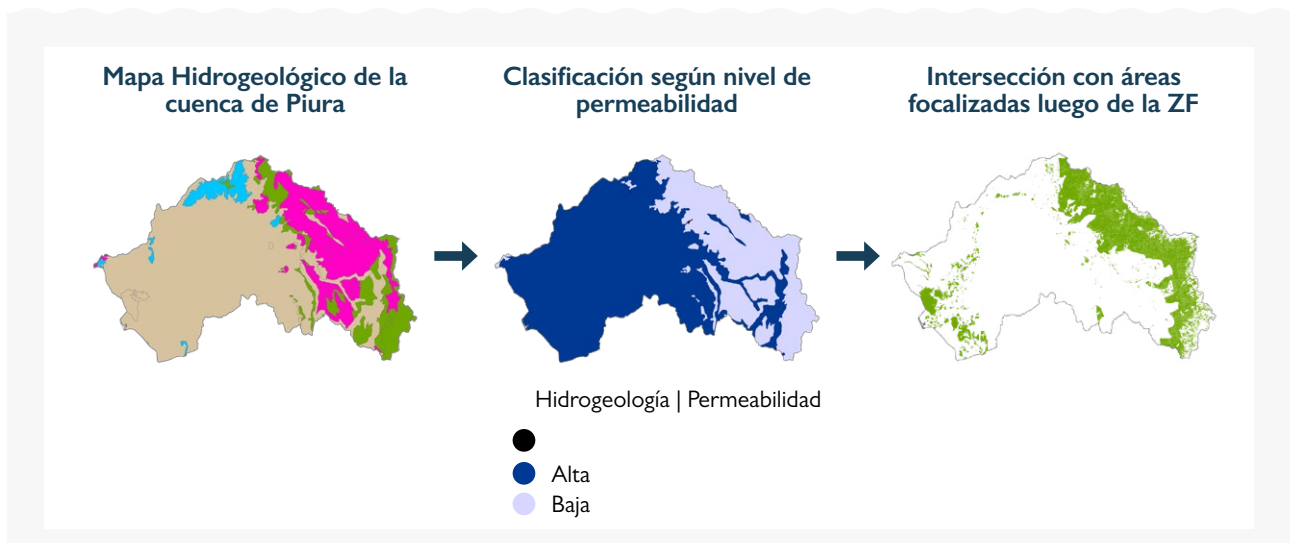 Mapa Hidrogeológico de la
cuenca de Piura
Clasificación según nivel de
permeabilidad
Intersección con áreas
focalizadas luego de la ZF
Hidrogeología | Permeabilidad
Alta
Baja